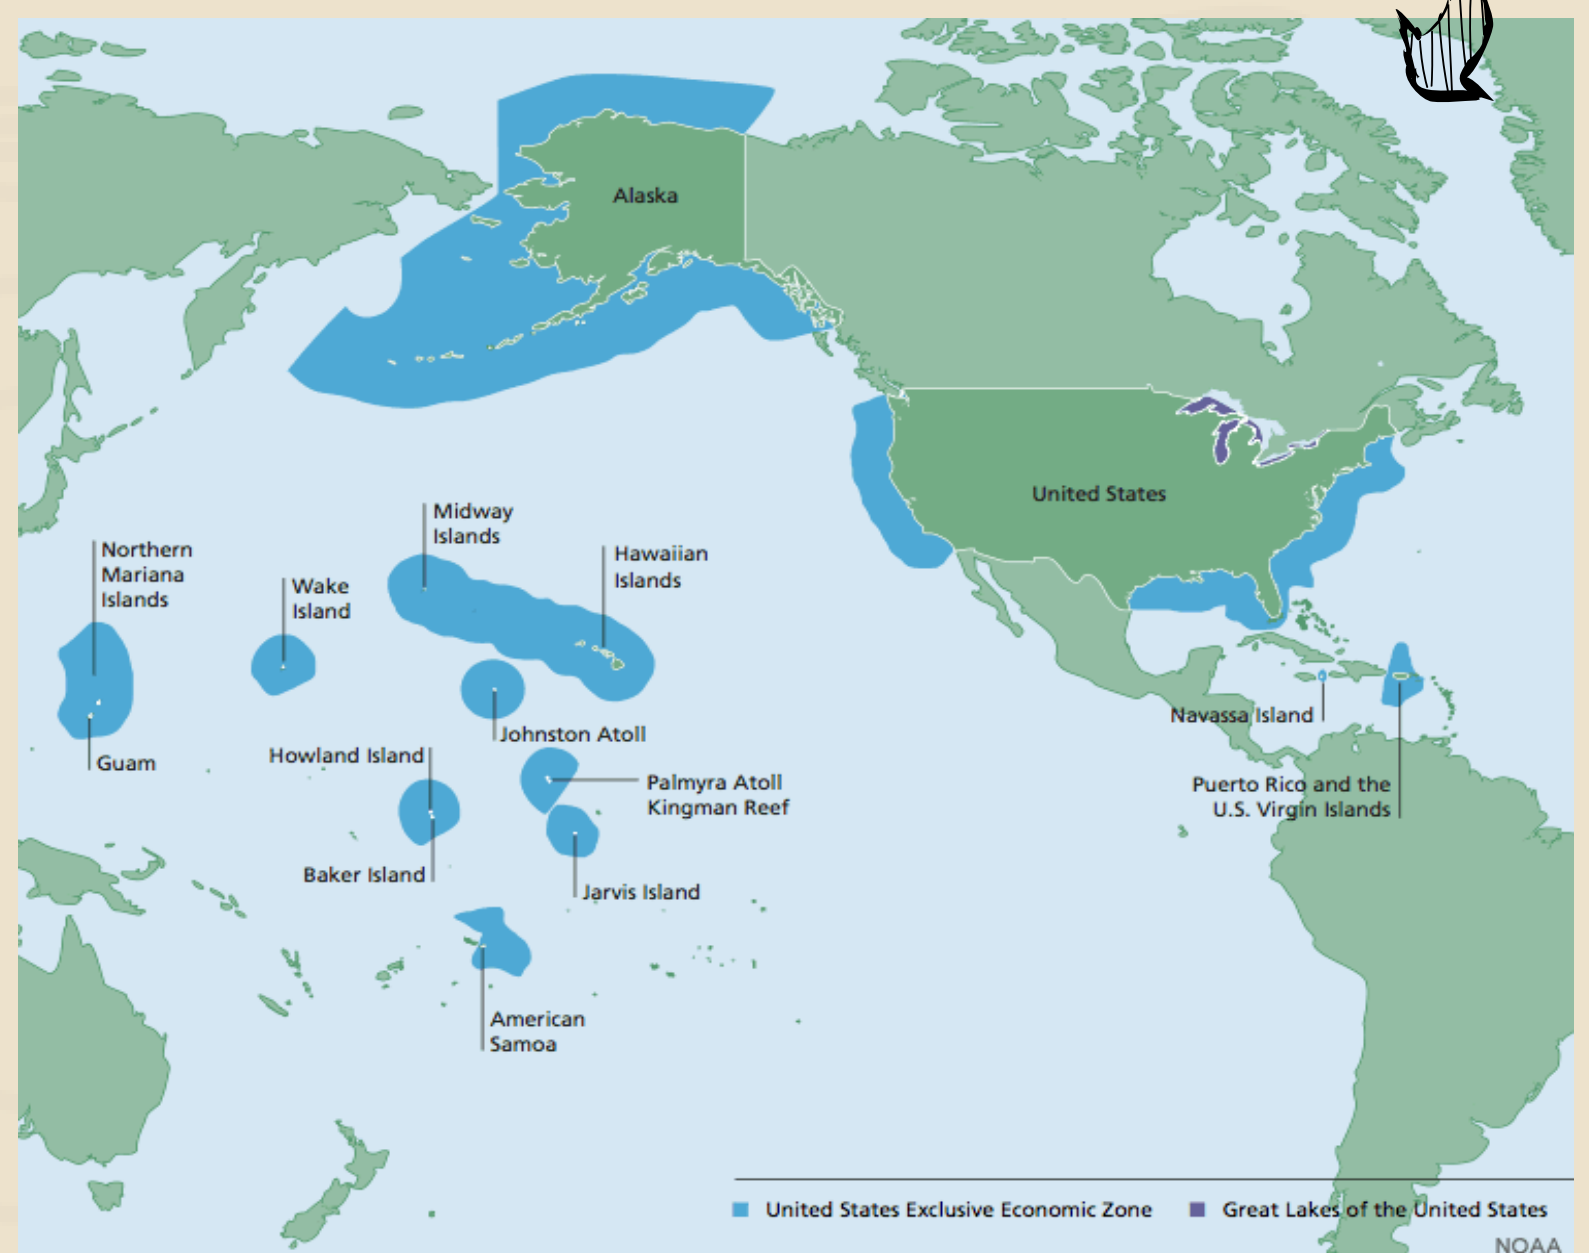 Alaska
United States
Midway
Islands
Northern
Mariana
Islands
Hawaiian
Islands
Wake
Island
Navassa Island
Johnston Atoll
Howland Island
Guam
Palmyra Atoll
Kingman Reef
Puerto Rico and the
U.S. Virgin Islands
Baker Island
Jarvis Island
American
Samoa
United States Exclusive Economic Zone
Great Lakes of the United States
NOAA